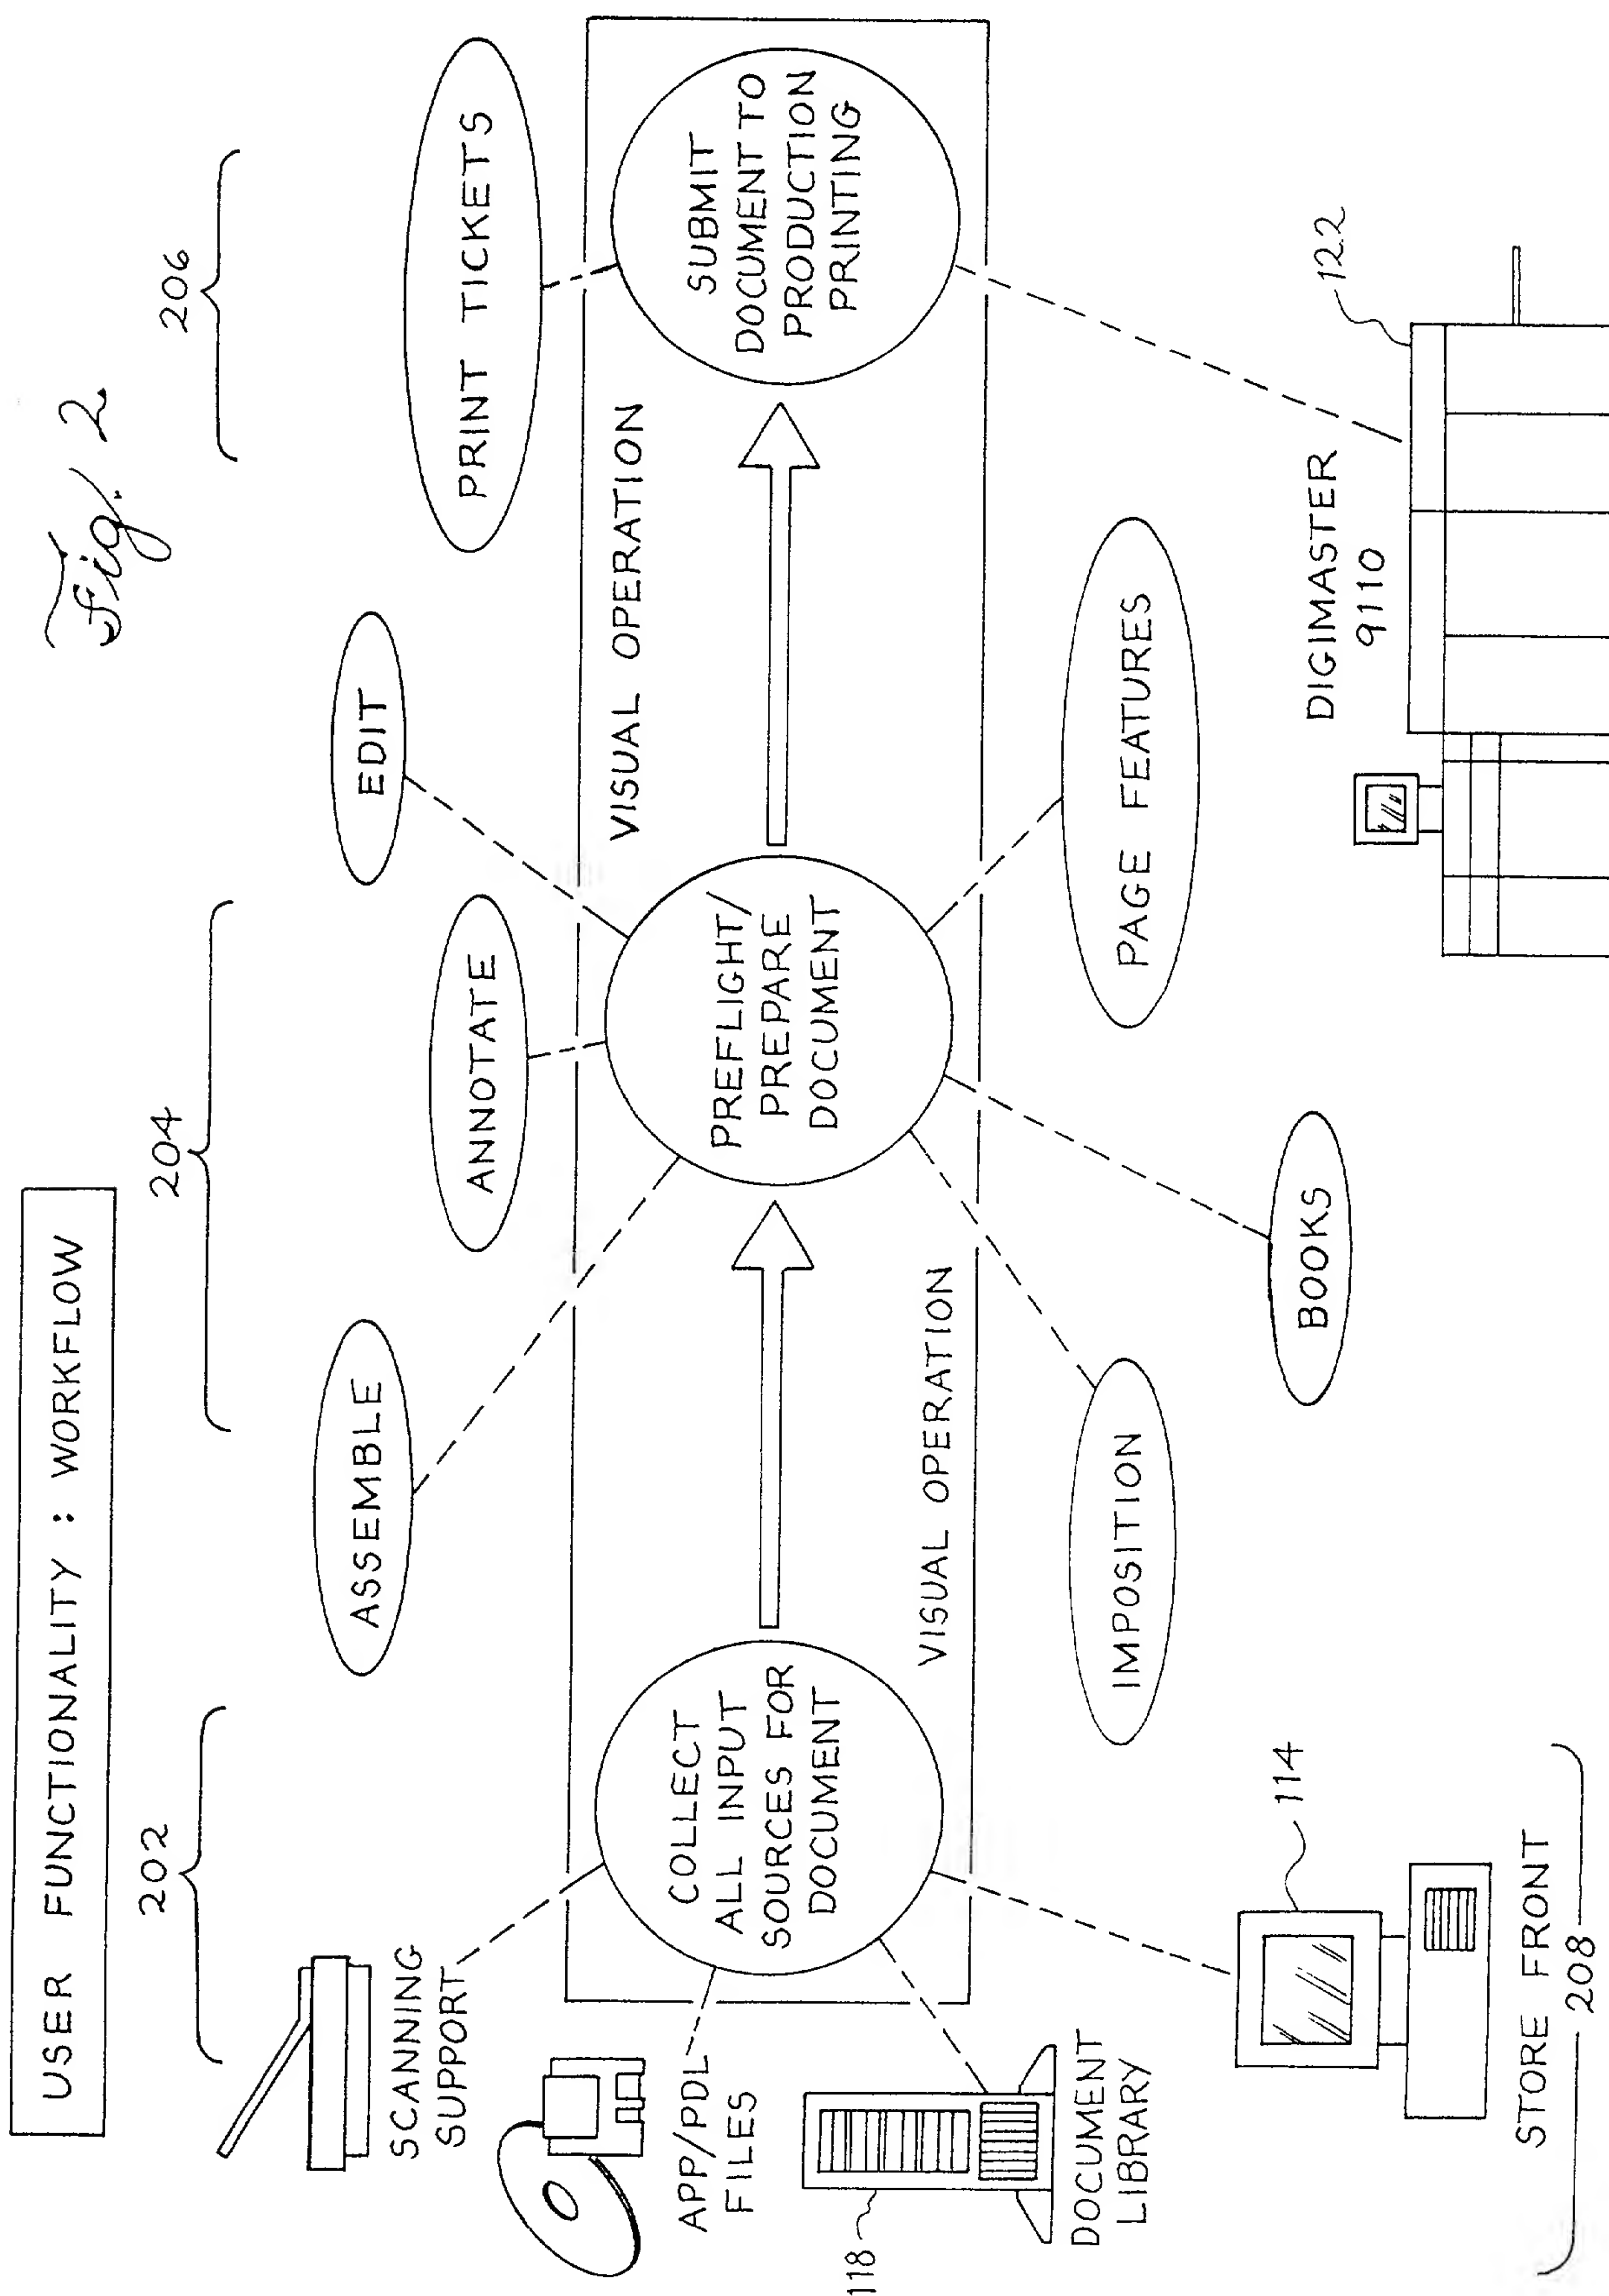 Fig. 2
USER FUNCTIONALITY : WORKFLOW
202
204
206
SCANNING
SUPPORT
APP/PDL
FILES
118
DOCUMENT
LIBRARY
114
STORE FRONT
208
COLLECT
ALL INPUT
SOURCES FOR
DOCUMENT
VISUAL OPERATION
ASSEMBLE
ANNOTATE
EDIT
PREFLIGHT/
PREPARE
DOCUMENT
IMPOSITION
BOOKS
PAGE FEATURES
VISUAL OPERATION
PRINT TICKETS
SUBMIT
DOCUMENT TO
PRODUCTION
PRINTING
DIGIMASTER
9110
122